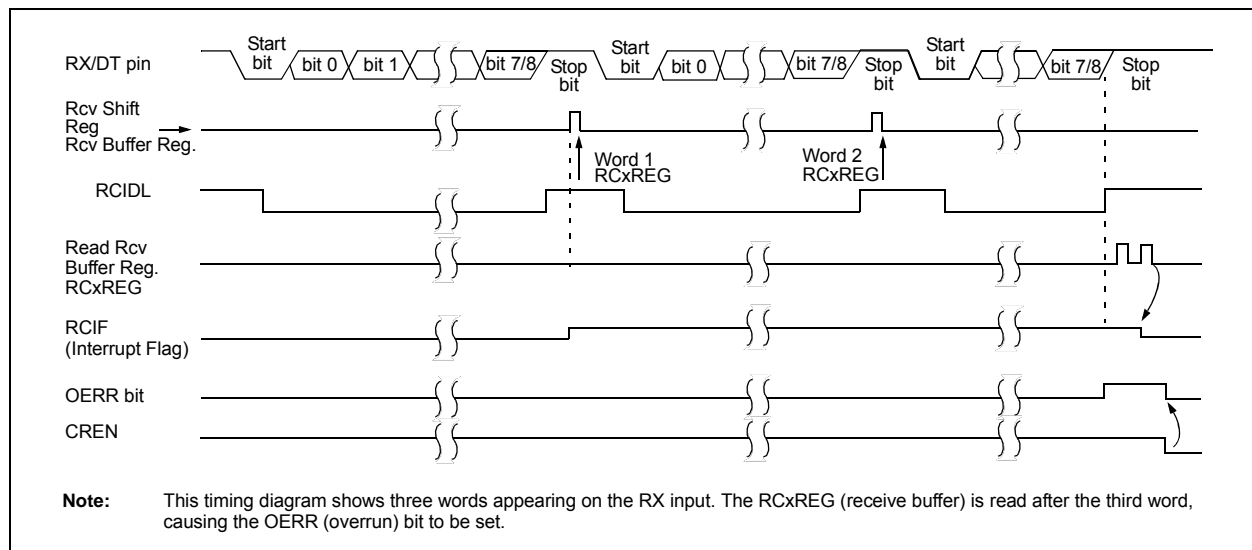 RX/DT pin
Start bit
bit 0
bit 1
bit 7/8
Stop bit
Start bit
bit 0
bit 7/8
Stop bit
Start bit
bit 7/8
Stop bit
Rcv Shift
Reg
Rcv Buffer Reg.
Word 1
RCxREG
Word 2
RCxREG
RCIDL
Read Rcv
Buffer Reg.
RCxREG
RCIF
(Interrupt Flag)
OERR bit
CREN
Note: This timing diagram shows three words appearing on the RX input. The RCxREG (receive buffer) is read after the third word,
causing the OERR (overrun) bit to be set.